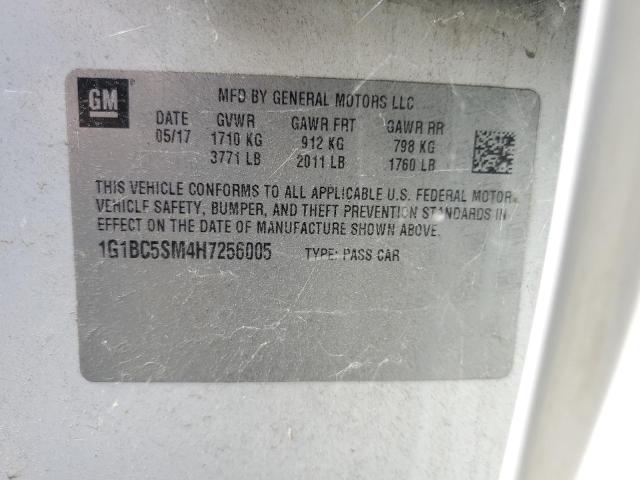 GM
MFD BY GENERAL MOTORS LLC
DATE GVWR GAWR FRT GAWR RR
05/17 1710 KG 912 KG 798 KG
3771 LB 2011 LB 1760 LB
THIS VEHICLE CONFORMS TO ALL APPLICABLE U.S. FEDERAL MOTOR
VEHICLE SAFETY, BUMPER, AND THEFT PREVENTION STANDARDS IN
EFFECT ON THE DATE OF MANUFACTURE SHOWN ABOVE.
1G1BC5SM4H7256005 TYPE: PASS CAR